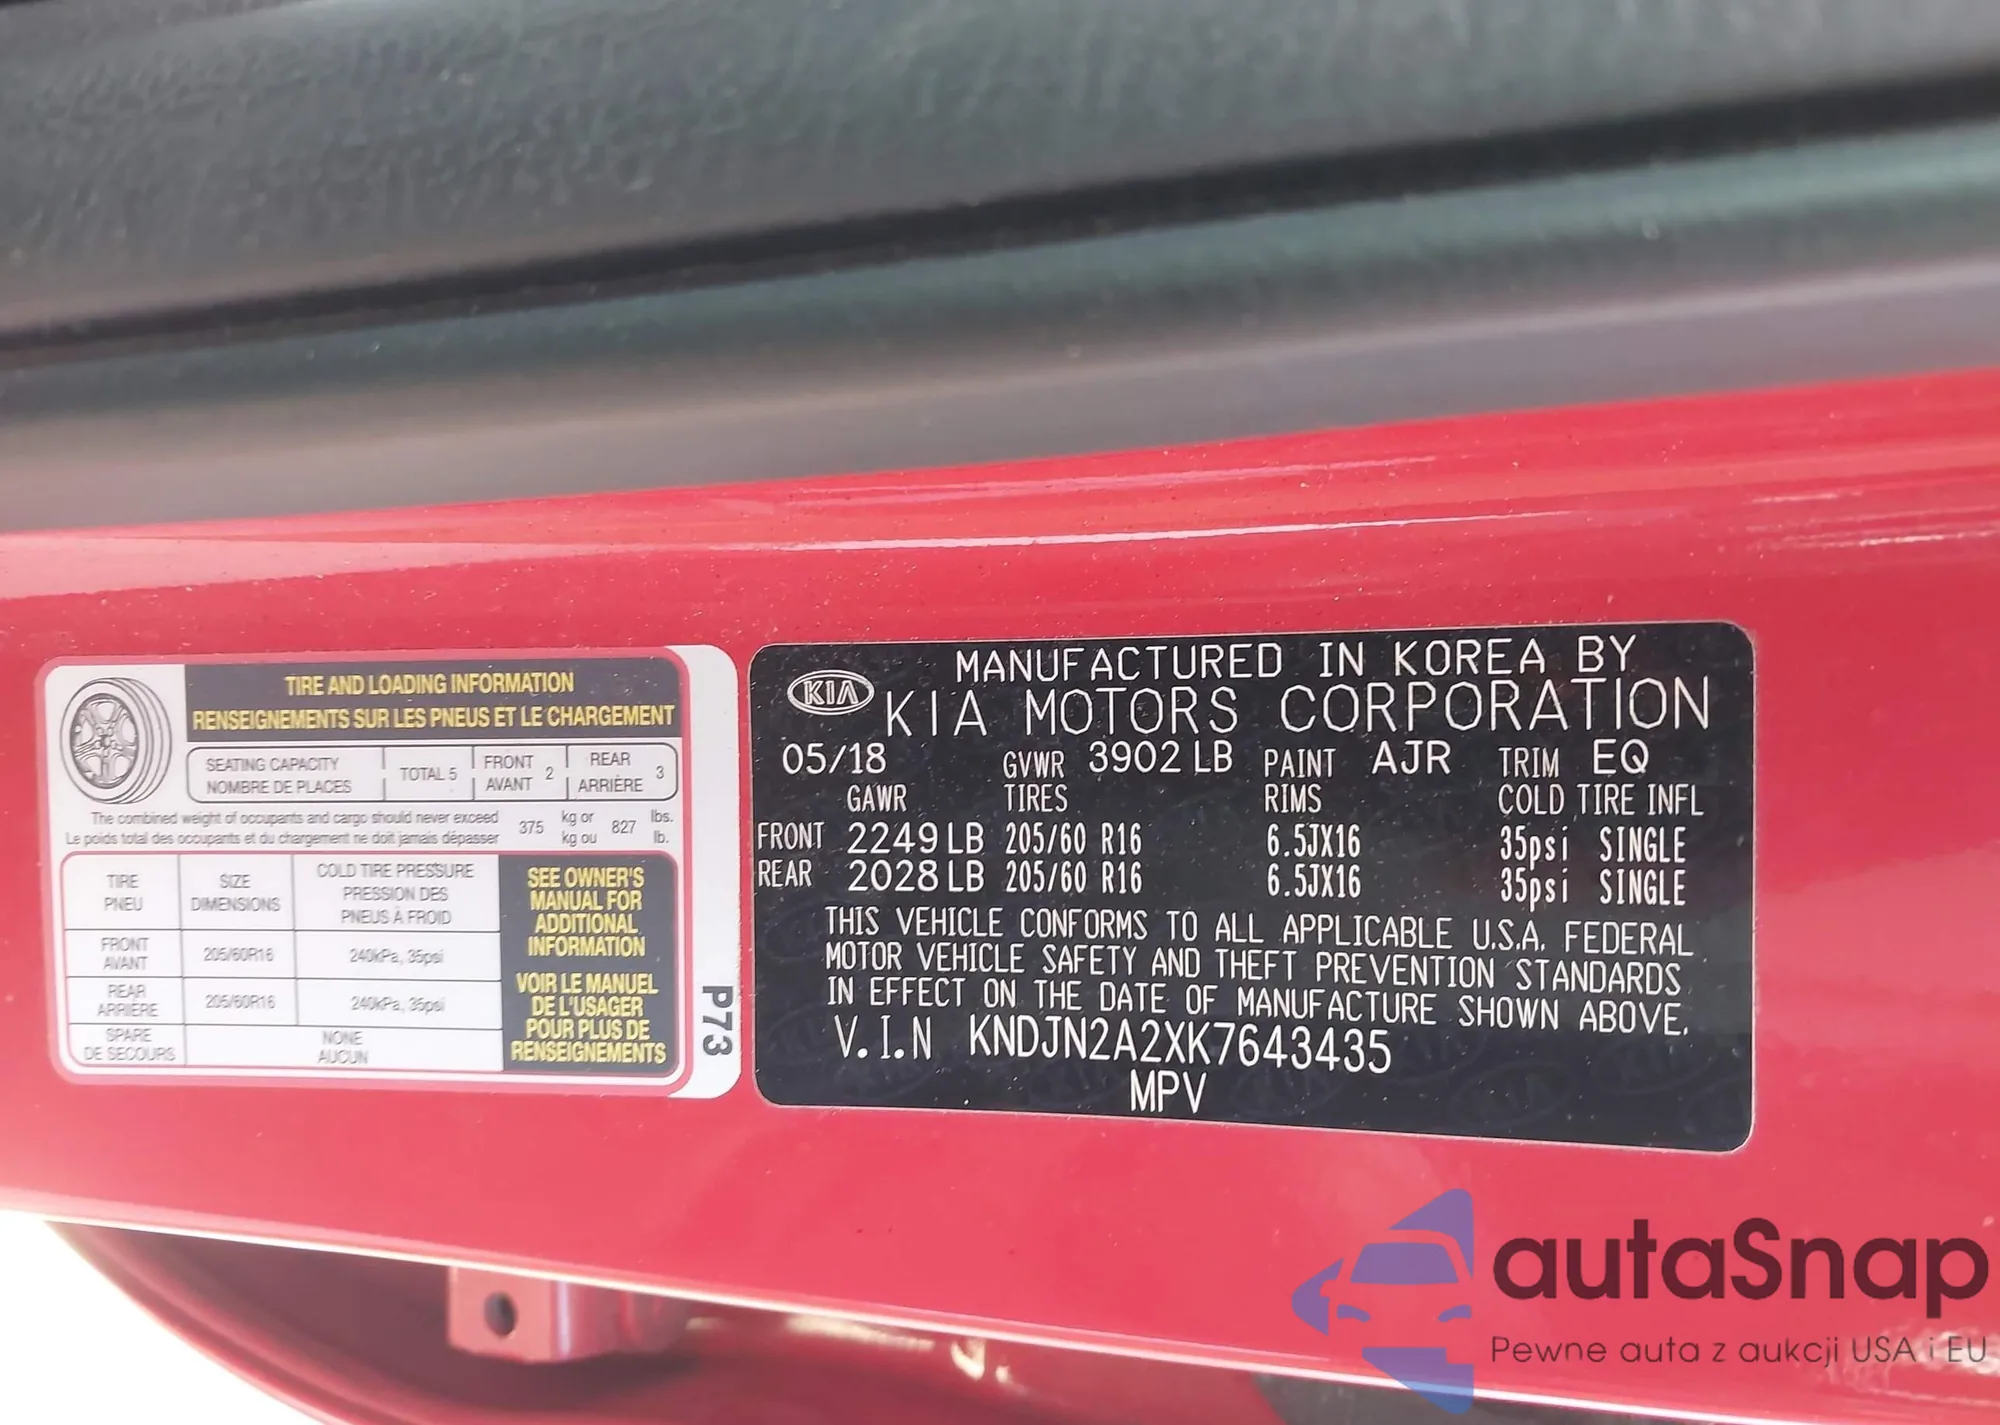 TIRE AND LOADING INFORMATION
RENSEIGNEMENTS SUR LES PNEUS ET LE CHARGEMENT
SEATING CAPACITY
NOMBRE DE PLACES
TOTAL 5
FRONT
AVANT
2
REAR
ARRIÈRE
3
The combined weight of occupants and cargo should never exceed
Le poids total des occupants et du chargement ne doit jamais dépasser
375
kg or
kg ou
827
lbs.
lb.
TIRE
PNEU
SIZE
DIMENSIONS
COLD TIRE PRESSURE
PRESSION DES
PNEUS À FROID
FRONT
AVANT
205/60R16
240kPa, 35psi
REAR
ARRIÈRE
205/60R16
240kPa, 35psi
SPARE
DE SECOURS
NONE
AUCUN
SEE OWNER'S
MANUAL FOR
ADDITIONAL
INFORMATION
VOIR LE MANUEL
DE L'USAGER
POUR PLUS DE
RENSEIGNEMENTS
P73
KIA
MANUFACTURED IN KOREA BY
KIA MOTORS CORPORATION
05/18 GVWR 3902 LB PAINT AJR TRIM EQ
GAWR TIRES RIMS COLD TIRE INFL
FRONT 2249 LB 205/60 R16 6.5JX16 35psi SINGLE
REAR 2028 LB 205/60 R16 6.5JX16 35psi SINGLE
THIS VEHICLE CONFORMS TO ALL APPLICABLE U.S.A. FEDERAL
MOTOR VEHICLE SAFETY AND THEFT PREVENTION STANDARDS
IN EFFECT ON THE DATE OF MANUFACTURE SHOWN ABOVE.
V.I.N KNDJN2A2XK7643435
MPV
autaSnap
Pewne auta z aukcji USA i EU